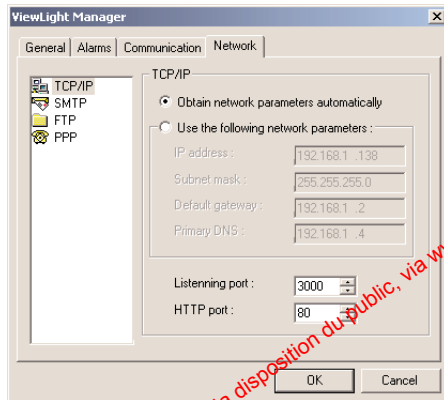 ViewLight Manager
General Alarms Communication Network
TCP/IP
SMTP
FTP
PPP
TCP/IP
Obtain network parameters automatically
Use the following network parameters :
IP address : 192.168.1 .138
Subnet mask : 255.255.255.0
Default gateway : 192.168.1 .2
Primary DNS : 192.168.1 .4
Listenning port : 3000
HTTP port : 80
OK Cancel
disposition du public, via w